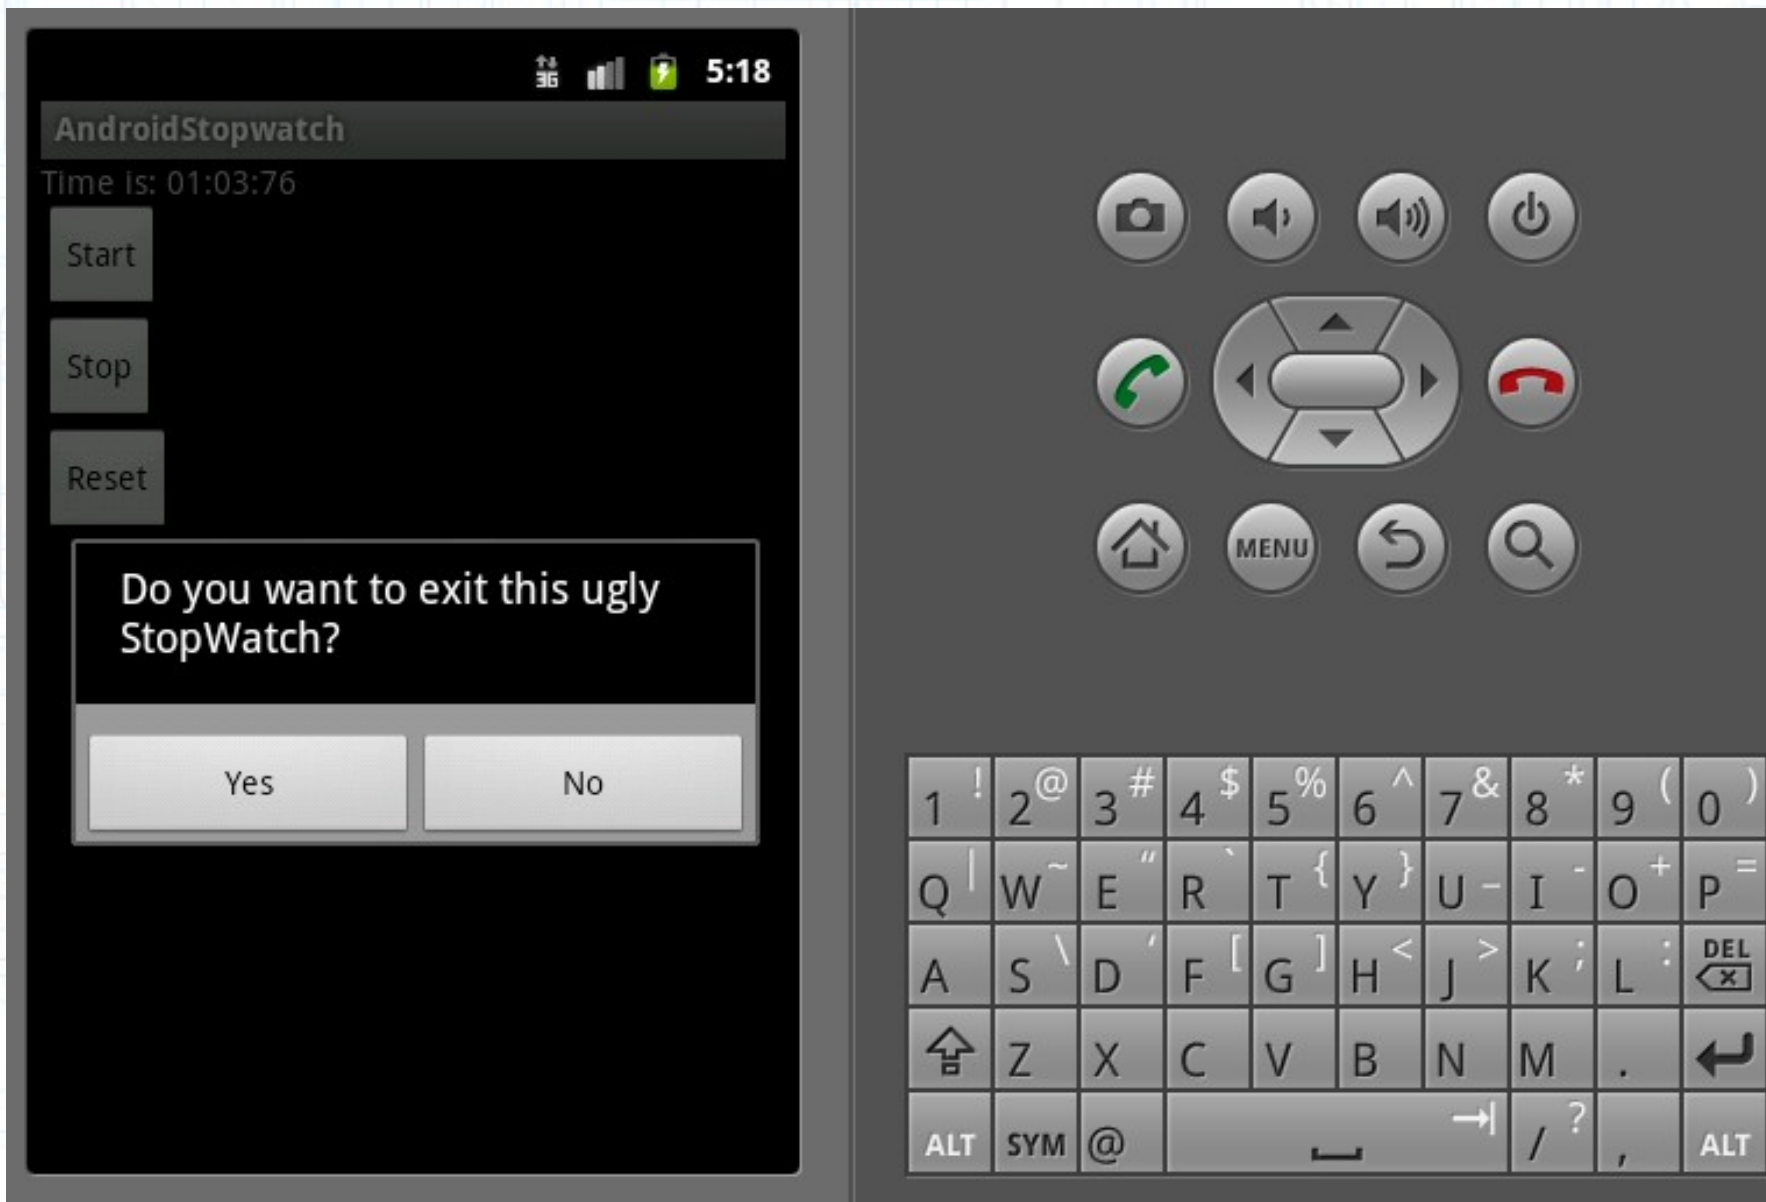 5:18
AndroidStopwatch
Time is: 01:03:76
Start
Stop
Reset
Do you want to exit this ugly
StopWatch?
Yes No
MENU
1 ! 2 @ 3 # 4 $ 5 % 6 ^ 7 & 8 * 9 ( 0 )
Q | W ~ E " R ` T { Y } U _ I - O + P =
A S \ D ' F [ G ] H < J > K ; L : DEL
Z X C V B N M .
ALT SYM @ / ? , ALT